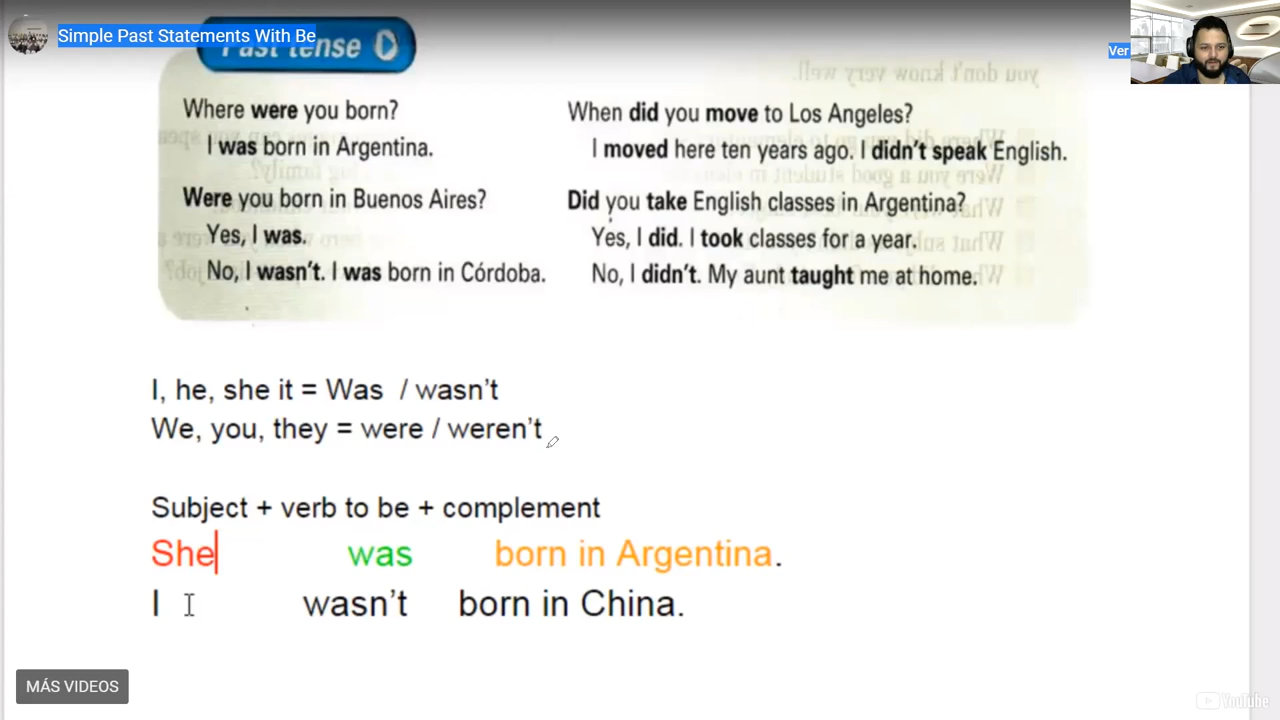 Simple Past Statements With Be
Past tense
Ver
Where were you born?
I was born in Argentina.
Were you born in Buenos Aires?
Yes, I was.
No, I wasn't. I was born in Córdoba.
When did you move to Los Angeles?
I moved here ten years ago. I didn't speak English.
Did you take English classes in Argentina?
Yes, I did. I took classes for a year.
No, I didn't. My aunt taught me at home.
I, he, she it = Was / wasn't
We, you, they = were / weren't
Subject + verb to be + complement
She was born in Argentina.
I wasn't born in China.
MÁS VIDEOS
YouTube